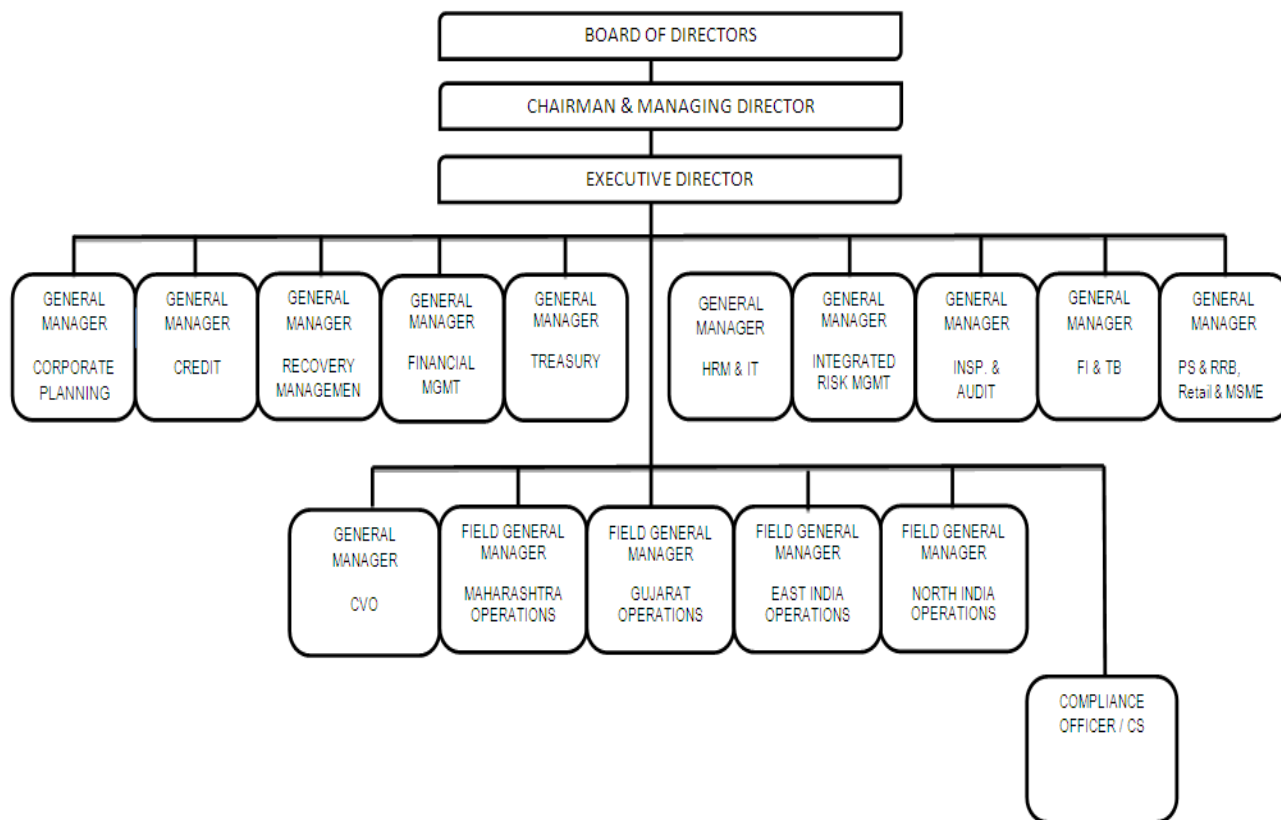 BOARD OF DIRECTORS
CHAIRMAN & MANAGING DIRECTOR
EXECUTIVE DIRECTOR
GENERAL
MANAGER
CORPORATE
PLANNING
GENERAL
MANAGER
CREDIT
GENERAL
MANAGER
RECOVERY
MANAGEMEN
GENERAL
MANAGER
FINANCIAL
MGMT
GENERAL
MANAGER
TREASURY
GENERAL
MANAGER
HRM & IT
GENERAL
MANAGER
INTEGRATED
RISK MGMT
GENERAL
MANAGER
INSP. &
AUDIT
GENERAL
MANAGER
FI & TB
GENERAL
MANAGER
PS & RRB,
Retail & MSME
GENERAL
MANAGER
CVO
FIELD GENERAL
MANAGER
MAHARASHTRA
OPERATIONS
FIELD GENERAL
MANAGER
GUJARAT
OPERATIONS
FIELD GENERAL
MANAGER
EAST INDIA
OPERATIONS
FIELD GENERAL
MANAGER
NORTH INDIA
OPERATIONS
COMPLIANCE
OFFICER / CS